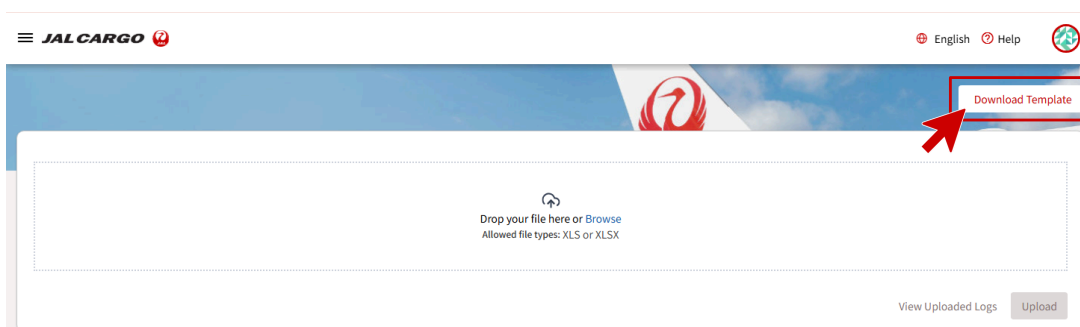 JAL CARGO
English
Help
Download Template
Drop your file here or Browse
Allowed file types: XLS or XLSX
View Uploaded Logs
Upload